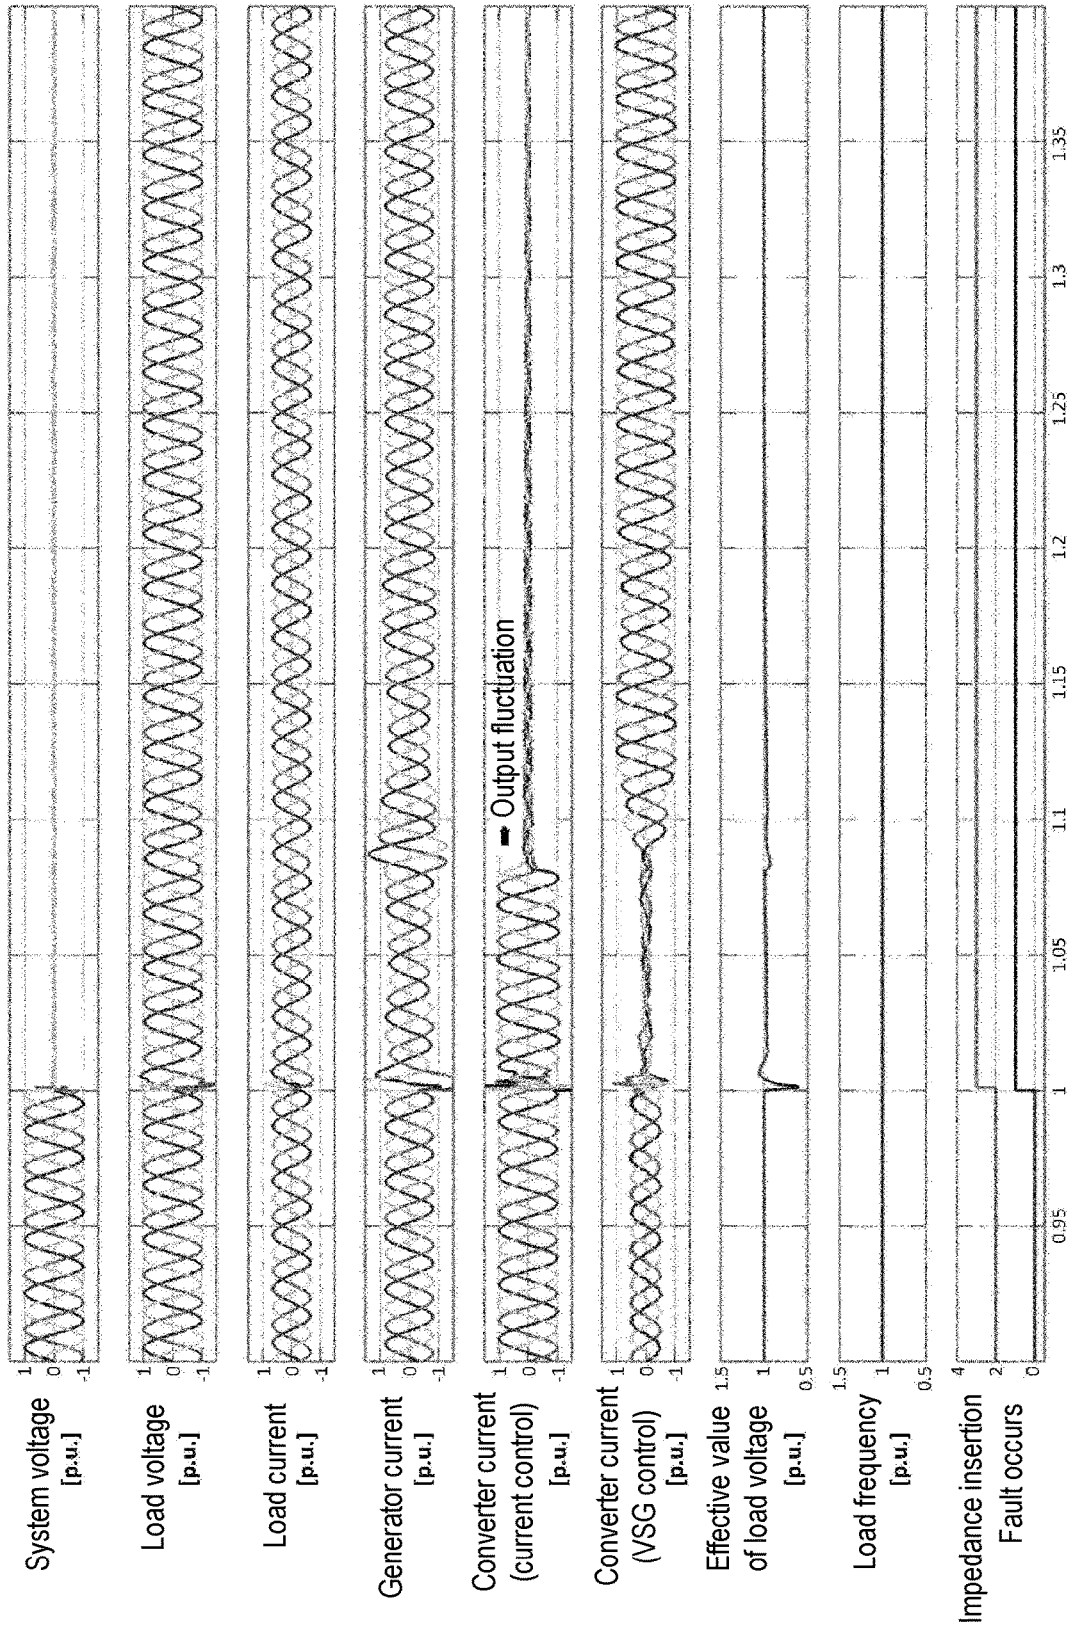 System voltage
[p.u.]
1
0
-1
Load voltage
[p.u.]
1
0
-1
Load current
[p.u.]
1
0
-1
Generator current
[p.u.]
1
0
-1
Converter current
(current control)
[p.u.]
1
0
-1
Output fluctuation
Converter current
(VSG control)
[p.u.]
1
0
-1
Effective value
of load voltage
[p.u.]
1.5
1
0.5
Load frequency
[p.u.]
1.5
1
0.5
Impedance insertion
Fault occurs
4
2
0
0.95
1
1.05
1.1
1.15
1.2
1.25
1.3
1.35